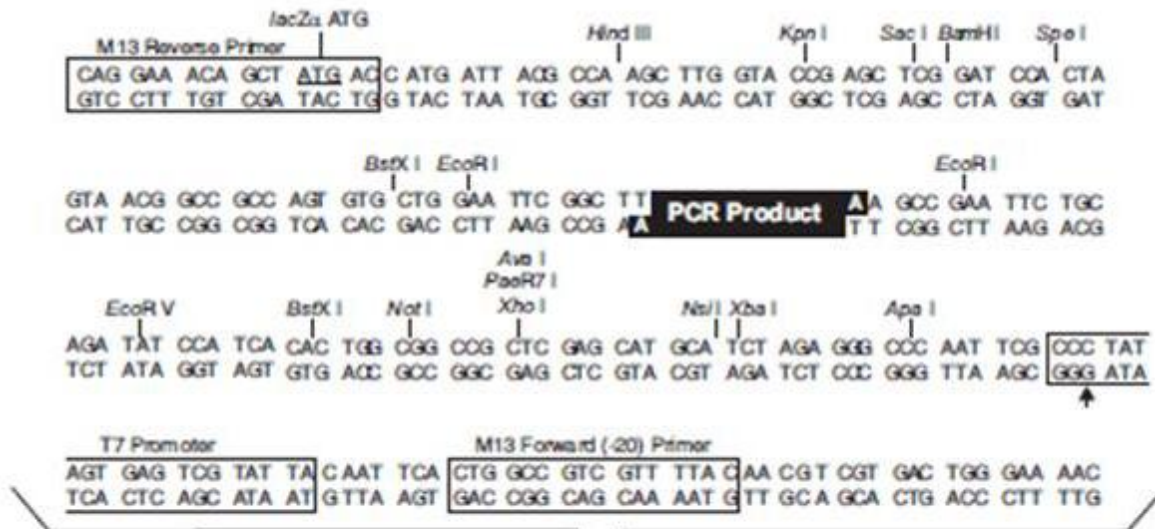 lacZα ATG
M13 Reverse Primer Hind III Kpn I Sac I BamH I Spe I
CAG GAA ACA GCT ATG AC C ATG ATT ACG CCA AGC TTG GTA CCG AGC TCG GAT CCA CTA
GTC CTT TGT CGA TAC TG G TAC TAA TGC GGT TCG AAC CAT GGC TCG AGC CTA GGT GAT
BstX I EcoR I EcoR I
GTA ACG GCC GCC AGT GTG CTG GAA TTC GGC TT PCR Product A A GCC GAA TTC TGC
CAT TGC CGG CGG TCA CAC GAC CTT AAG CCG A A T T CGG CTT AAG ACG
Ava I
PaeR7 I
EcoR V BstX I Not I Xho I Nsi I Xba I Apa I
AGA TAT CCA TCA CAC TGG CGG CCG CTC GAG CAT GCA TCT AGA GGG CCC AAT TCG CCC TAT
TCT ATA GGT AGT GTG ACC GCC GGC GAG CTC GTA CGT AGA TCT CCC GGG TTA AGC GGG ATA
T7 Promoter M13 Forward (-20) Primer
AGT GAG TCG TAT TA C AAT TCA CTG GCC GTC GTT TTA C AA CGT CGT GAC TGG GAA AAC
TCA CTC AGC ATA AT G TTA AGT GAC CGG CAG CAA AAT G TT GCA GCA CTG ACC CTT TTG